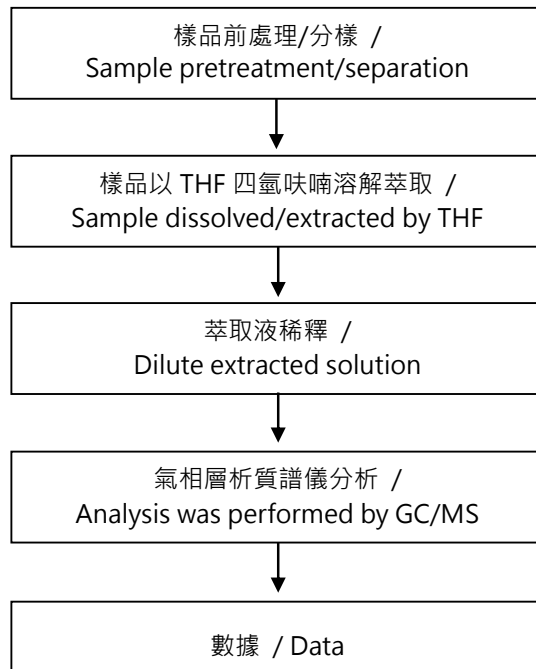 樣品前處理/分樣 /
Sample pretreatment/separation
樣品以 THF 四氫呋喃溶解萃取 /
Sample dissolved/extracted by THF
萃取液稀釋 /
Dilute extracted solution
氣相層析質譜儀分析 /
Analysis was performed by GC/MS
數據 / Data